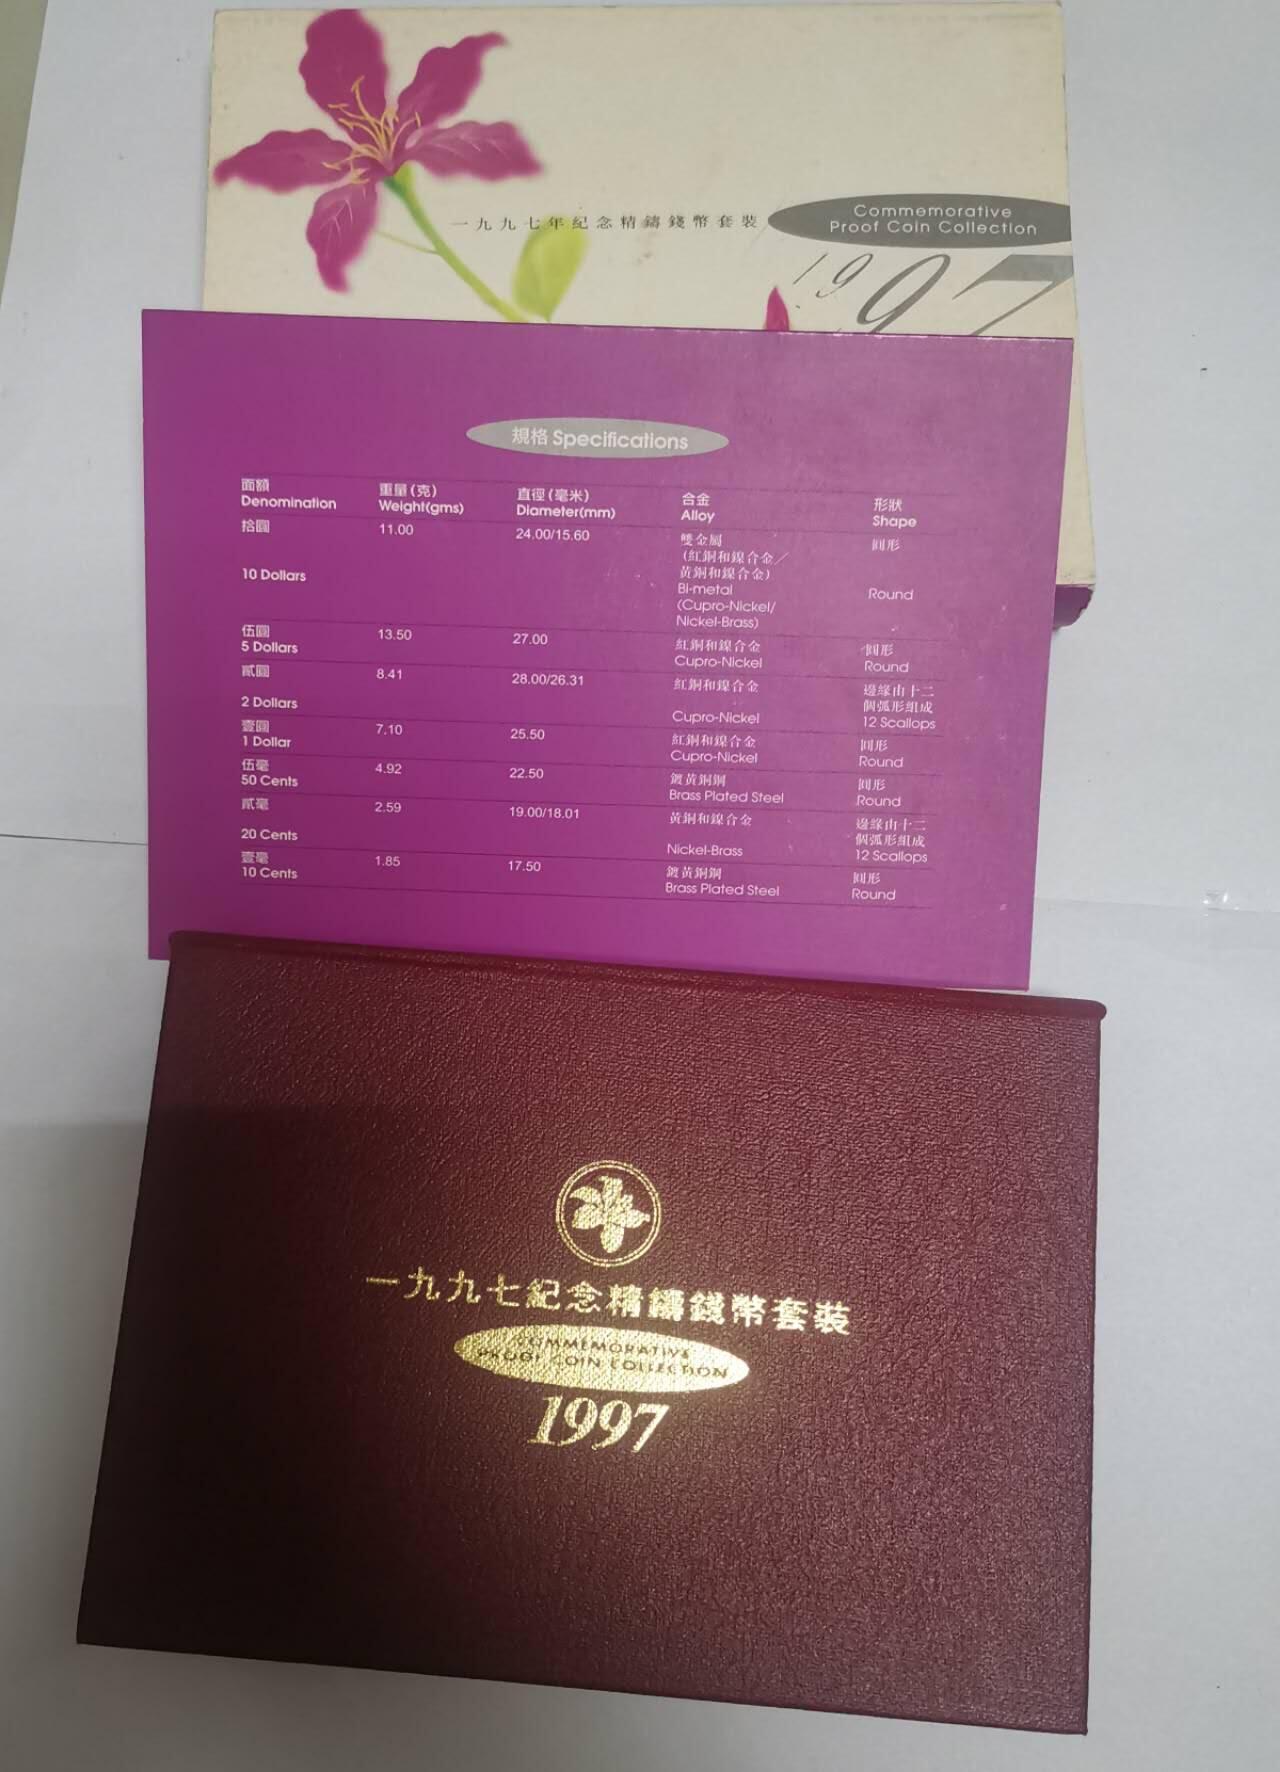 一九九七年紀念精鑄錢幣套裝
Commemorative
Proof Coin Collection
1997
規格 Specifications
面額 重量(克) 直徑(毫米) 合金 形狀
Denomination Weight(gms) Diameter(mm) Alloy Shape
拾圓 11.00 24.00/15.60 雙金屬 圓形
(紅銅和鎳合金/
黃銅和鎳合金)
10 Dollars Bi-metal Round
(Cupro-Nickel/
Nickel-Brass)
伍圓 13.50 27.00 紅銅和鎳合金 圓形
5 Dollars Cupro-Nickel Round
貳圓 8.41 28.00/26.31 紅銅和鎳合金 邊緣由十二
個弧形組成
2 Dollars Cupro-Nickel 12 Scallops
壹圓 7.10 25.50 紅銅和鎳合金 圓形
1 Dollar Cupro-Nickel Round
伍毫 4.92 22.50 鍍黃銅鋼 圓形
50 Cents Brass Plated Steel Round
貳毫 2.59 19.00/18.01 黃銅和鎳合金 邊緣由十二
個弧形組成
20 Cents Nickel-Brass 12 Scallops
壹毫 1.85 17.50 鍍黃銅鋼 圓形
10 Cents Brass Plated Steel Round
一九九七紀念精鑄錢幣套裝
COMMEMORATIVE
PROOF COIN COLLECTION
1997